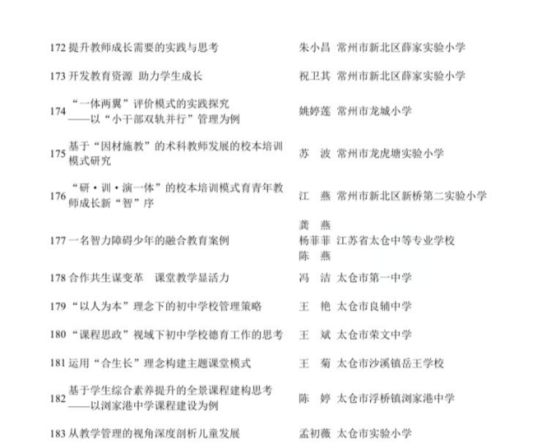 172 提升教师成长需要的实践与思考 朱小昌 常州市新北区薛家实验小学
173 开发教育资源 助力学生成长 祝卫其 常州市新北区薛家实验小学
174 “一体两翼”评价模式的实践探究
——以“小干部双轨并行”管理为例 姚婷莲 常州市龙城小学
175 基于“因材施教”的术科教师发展的校本培训
模式研究 苏 波 常州市龙虎塘实验小学
176 “研·训·演一体”的校本培训模式育青年教
师成长新“智”序 江 燕 常州市新北区新桥第二实验小学
龚 燕
177 一名智力障碍少年的融合教育案例 杨菲菲 江苏省太仓中等专业学校
陈 燕
178 合作共生谋变革 课堂教学显活力 冯 洁 太仓市第一中学
179 “以人为本”理念下的初中学校管理策略 王 艳 太仓市良辅中学
180 “课程思政”视域下初中学校德育工作的思考 王 斌 太仓市荣文中学
181 运用“合生长”理念构建主题课堂模式 王 菊 太仓市沙溪镇岳王学校
182 基于学生综合素养提升的全景课程建构思考
——以浏家港中学课程建设为例 陈 婷 太仓市浮桥镇浏家港中学
183 从教学管理的视角深度剖析儿童发展 孟初薇 太仓市实验小学